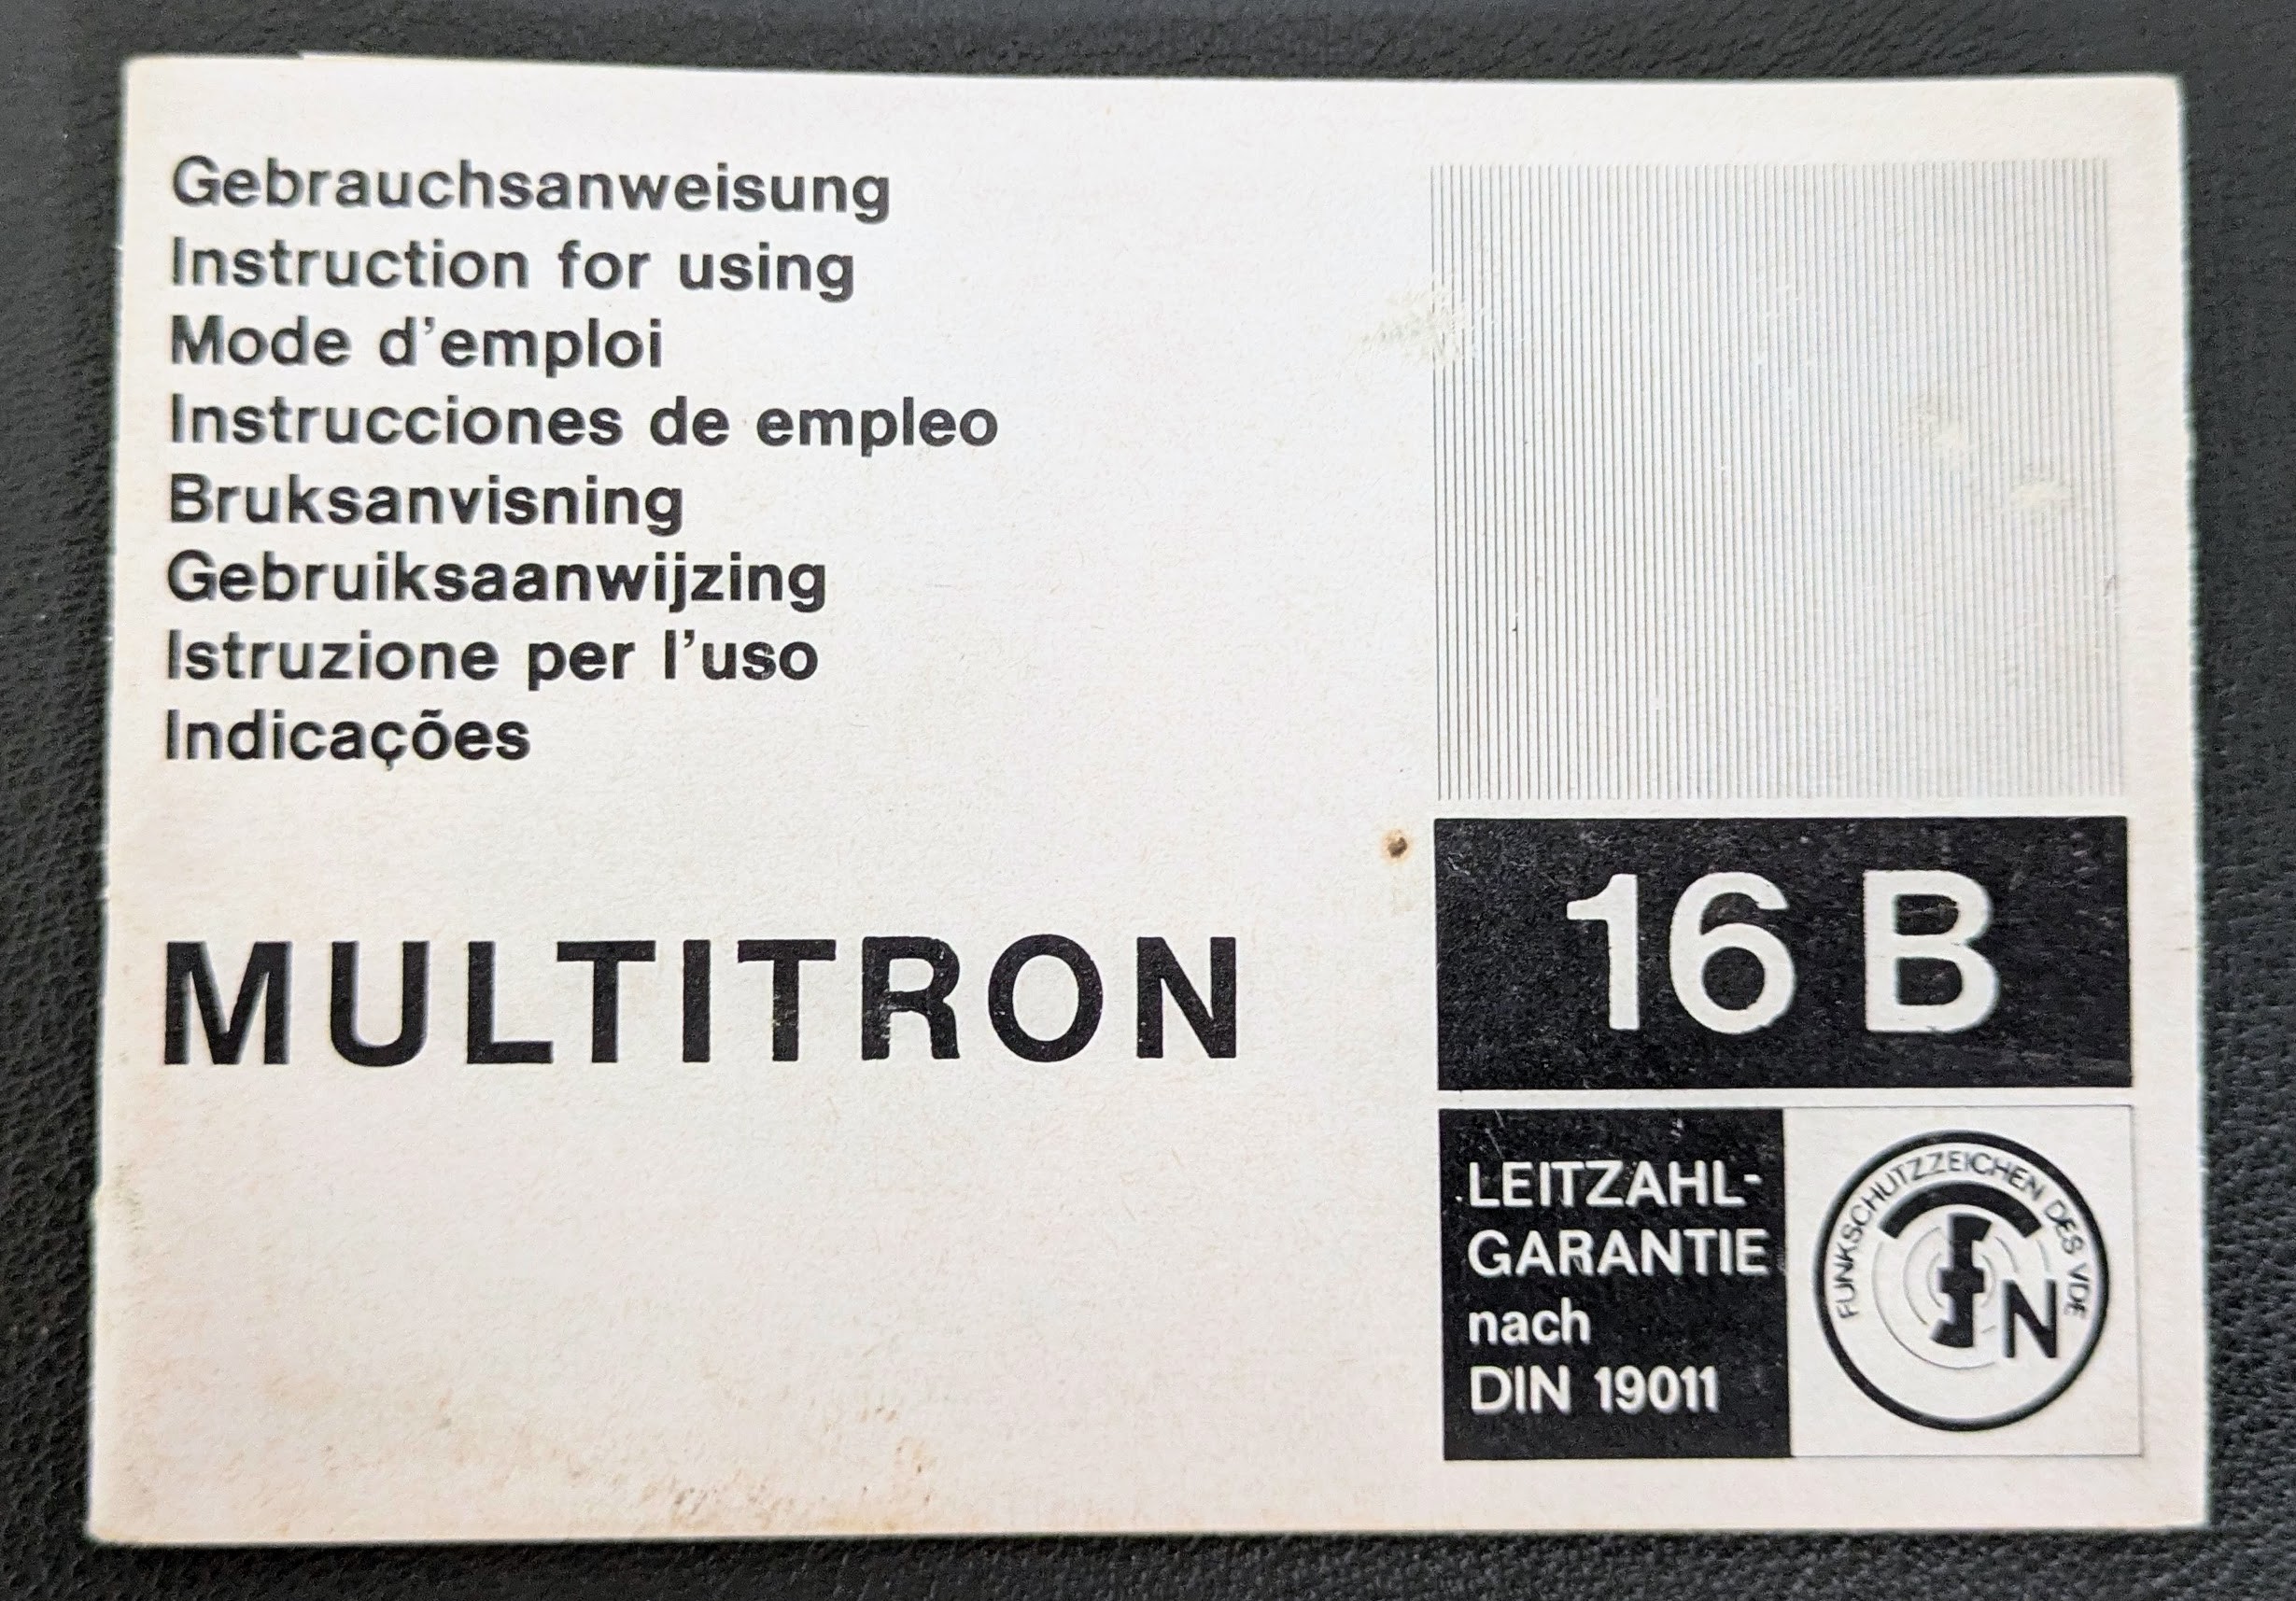 Gebrauchsanweisung
Instruction for using
Mode d'emploi
Instrucciones de empleo
Bruksanvisning
Gebruiksaanwijzing
Istruzione per l'uso
Indicações
MULTITRON
16 B
LEITZAHL-
GARANTIE
nach
DIN 19011
FUNKSCHUTZZEICHEN DES VDE
f N